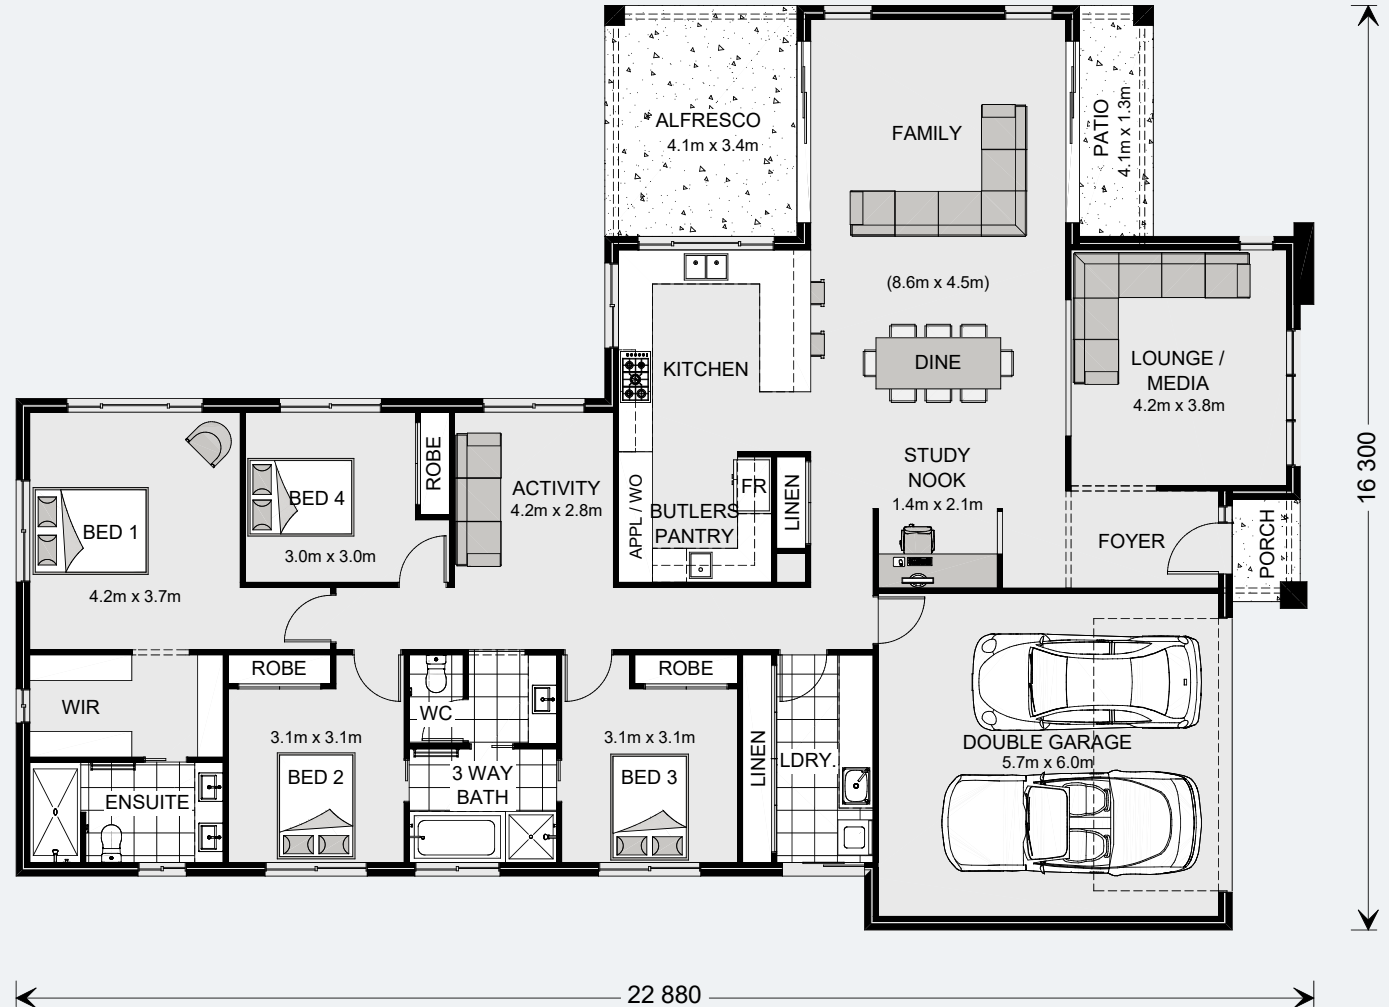 ALFRESCO
4.1m x 3.4m
FAMILY
PATIO
4.1m x 1.3m
(8.6m x 4.5m)
KITCHEN
DINE
LOUNGE /
MEDIA
4.2m x 3.8m
16 300
BED 1
4.2m x 3.7m
BED 4
3.0m x 3.0m
ROBE
ACTIVITY
4.2m x 2.8m
APPL / WO
BUTLERS
PANTRY
FR
LINEN
STUDY
NOOK
1.4m x 2.1m
FOYER
PORCH
WIR
ENSUITE
ROBE
3.1m x 3.1m
BED 2
WC
3 WAY
BATH
ROBE
3.1m x 3.1m
BED 3
LINEN
LDRY.
DOUBLE GARAGE
5.7m x 6.0m
22 880